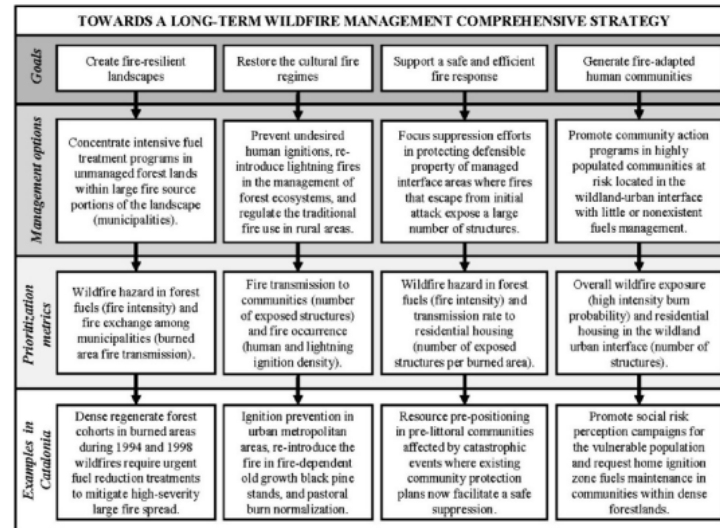 TOWARDS A LONG-TERM WILDFIRE MANAGEMENT COMPREHENSIVE STRATEGY
Goals
Create fire-resilient
landscapes
Restore the cultural fire
regimes
Support a safe and efficient
fire response
Generate fire-adapted
human communities
Management options
Concentrate intensive fuel
treatment programs in
unmanaged forest lands
within large fire source
portions of the landscape
(municipalities).
Prevent undesired
human ignitions, re-
introduce lightning fires
in the management of
forest ecosystems, and
regulate the traditional
fire use in rural areas.
Focus suppression efforts
in protecting defensible
property of managed
interface areas where fires
that escape from initial
attack expose a large
number of structures.
Promote community action
programs in highly
populated communities at
risk located in the
wildland-urban interface
with little or nonexistent
fuels management.
Prioritization
metrics
Wildfire hazard in forest
fuels (fire intensity) and
fire exchange among
municipalities (burned
area fire transmission).
Fire transmission to
communities (number of
exposed structures) and
and fire occurrence
(human and lightning
ignition density).
Wildfire hazard in forest
fuels (fire intensity) and
transmission rate to
residential housing
(number of exposed
structures per burned area).
Overall wildfire exposure
(high intensity burn
probability) and residential
housing in the wildland
urban interface (number of
structures).
Examples in
Catalonia
Dense regenerate forest
cohorts in burned areas
during 1994 and 1998
wildfires require urgent
fuel reduction treatments
to mitigate high-severity
large fire spread.
Ignition prevention in
urban metropolitan
areas, re-introduce the
fire in fire-dependent
old growth black pine
stands, and pastoral
burn normalization.
Resource pre-positioning
in pre-littoral communities
affected by catastrophic
events where existing
community protection
plans now facilitate a safe
suppression.
Promote social risk
perception campaigns for
the vulnerable population
and request home ignition
zone fuels maintenance in
communities within dense
forestlands.